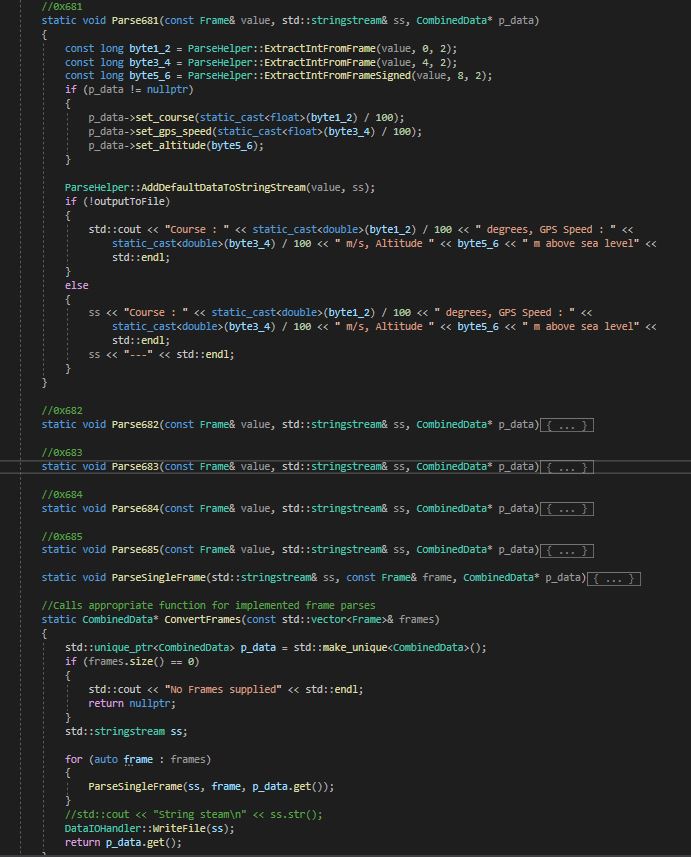 //0x681
static void Parse681(const Frame& value, std::stringstream& ss, CombinedData* p_data)
{
const long byte1_2 = ParseHelper::ExtractIntFromFrame(value, 0, 2);
const long byte3_4 = ParseHelper::ExtractIntFromFrame(value, 4, 2);
const long byte5_6 = ParseHelper::ExtractIntFromFrameSigned(value, 8, 2);
if (p_data != nullptr)
{
p_data->set_course(static_cast<float>(byte1_2) / 100);
p_data->set_gps_speed(static_cast<float>(byte3_4) / 100);
p_data->set_altitude(byte5_6);
}
ParseHelper::AddDefaultDataToStringStream(value, ss);
if (!outputToFile)
{
std::cout << "Course : " << static_cast<double>(byte1_2) / 100 << " degrees, GPS Speed : " <<
static_cast<double>(byte3_4) / 100 << " m/s, Altitude " << byte5_6 << " m above sea level" <<
std::endl;
}
else
{
ss << "Course : " << static_cast<double>(byte1_2) / 100 << " degrees, GPS Speed : " <<
static_cast<double>(byte3_4) / 100 << " m/s, Altitude " << byte5_6 << " m above sea level" <<
std::endl;
ss << "---" << std::endl;
}
}
//0x682
static void Parse682(const Frame& value, std::stringstream& ss, CombinedData* p_data){ ... }
//0x683
static void Parse683(const Frame& value, std::stringstream& ss, CombinedData* p_data){ ... }
//0x684
static void Parse684(const Frame& value, std::stringstream& ss, CombinedData* p_data){ ... }
//0x685
static void Parse685(const Frame& value, std::stringstream& ss, CombinedData* p_data){ ... }
static void ParseSingleFrame(std::stringstream& ss, const Frame& frame, CombinedData* p_data){ ... }
//Calls appropriate function for implemented frame parses
static CombinedData* ConvertFrames(const std::vector<Frame>& frames)
{
std::unique_ptr<CombinedData> p_data = std::make_unique<CombinedData>();
if (frames.size() == 0)
{
std::cout << "No Frames supplied" << std::endl;
return nullptr;
}
std::stringstream ss;
for (auto frame : frames)
{
ParseSingleFrame(ss, frame, p_data.get());
}
//std::cout << "String steam\n" << ss.str();
DataIOHandler::WriteFile(ss);
return p_data.get();